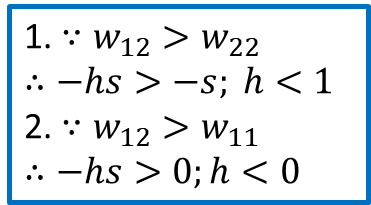 1. ∵ w₁₂ > w₂₂
∴ −hs > −s; h < 1
2. ∵ w₁₂ > w₁₁
∴ −hs > 0; h < 0